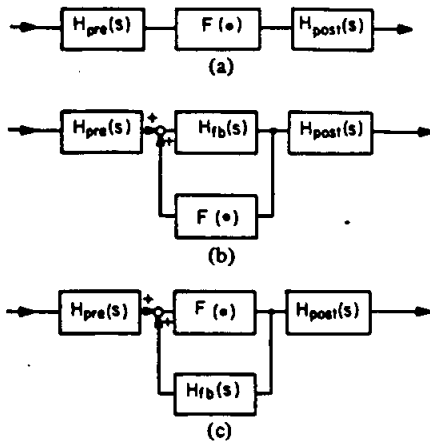 Hpre(s) F(•) Hpost(s)
(a)
Hpre(s) + + Hfb(s) Hpost(s)
F(•)
(b)
Hpre(s) + + F(•) Hpost(s)
Hfb(s)
(c)